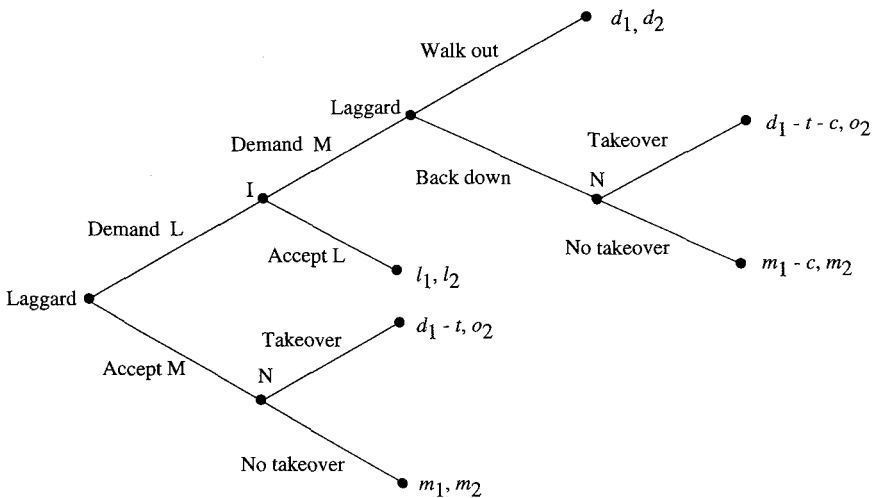 d1, d2
Walk out
Laggard
Takeover
d1 - t - c, o2
Demand M
Back down
N
I
Demand L
No takeover
Accept L
m1 - c, m2
l1, l2
Laggard
Takeover
d1 - t, o2
Accept M
N
No takeover
m1, m2